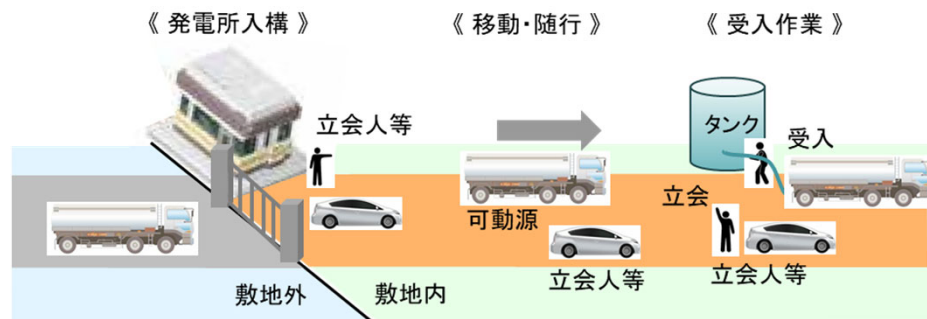 《 発電所入構 》
《 移動・随行 》
《 受入作業 》
立会人等
タンク
受入
可動源
立会
立会人等
立会人等
敷地外
敷地内